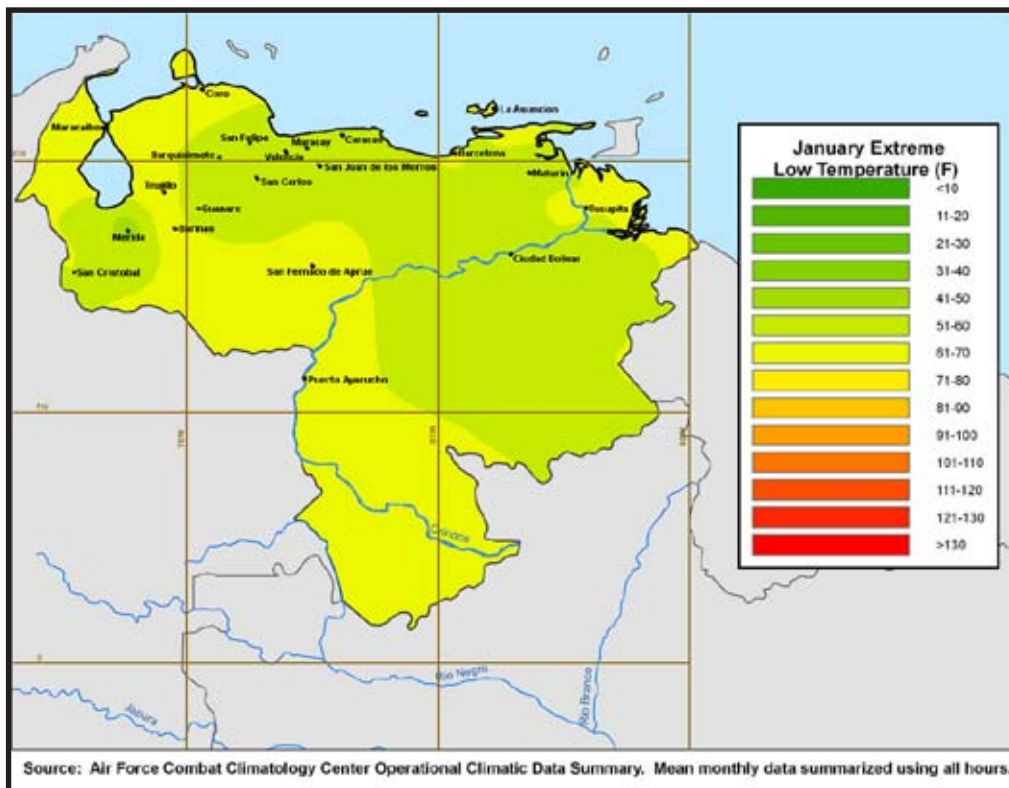 Coro
La Asuncion
Maracaibo
San Felipe
Maracay
Caracas
Barquisimeto
Valencia
Barcelona
San Juan de los Morros
Maturin
Trujillo
San Carlos
Guanare
Tucupita
Merida
Barinas
San Cristobal
San Fernado de Aprue
Ciudad Bolivar
Puerto Ayacucho
Orinoco
Rio Negro
Rio Branco
Japura
0
January Extreme
Low Temperature (F)
<10
11-20
21-30
31-40
41-50
51-60
61-70
71-80
81-90
91-100
101-110
111-120
121-130
>130
Source: Air Force Combat Climatology Center Operational Climatic Data Summary. Mean monthly data summarized using all hours.